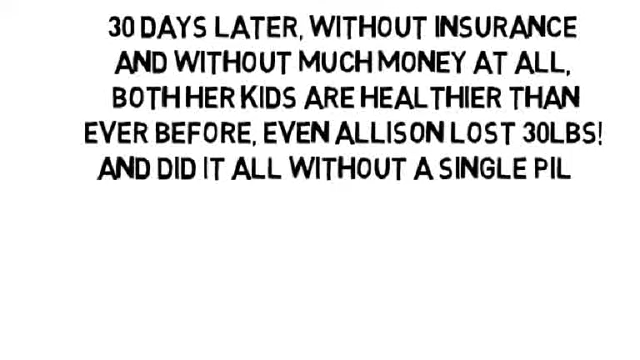 30 DAYS LATER, WITHOUT INSURANCE
AND WITHOUT MUCH MONEY AT ALL,
BOTH HER KIDS ARE HEALTHIER THAN
EVER BEFORE, EVEN ALLISON LOST 30LBS!
AND DID IT ALL WITHOUT A SINGLE PIL